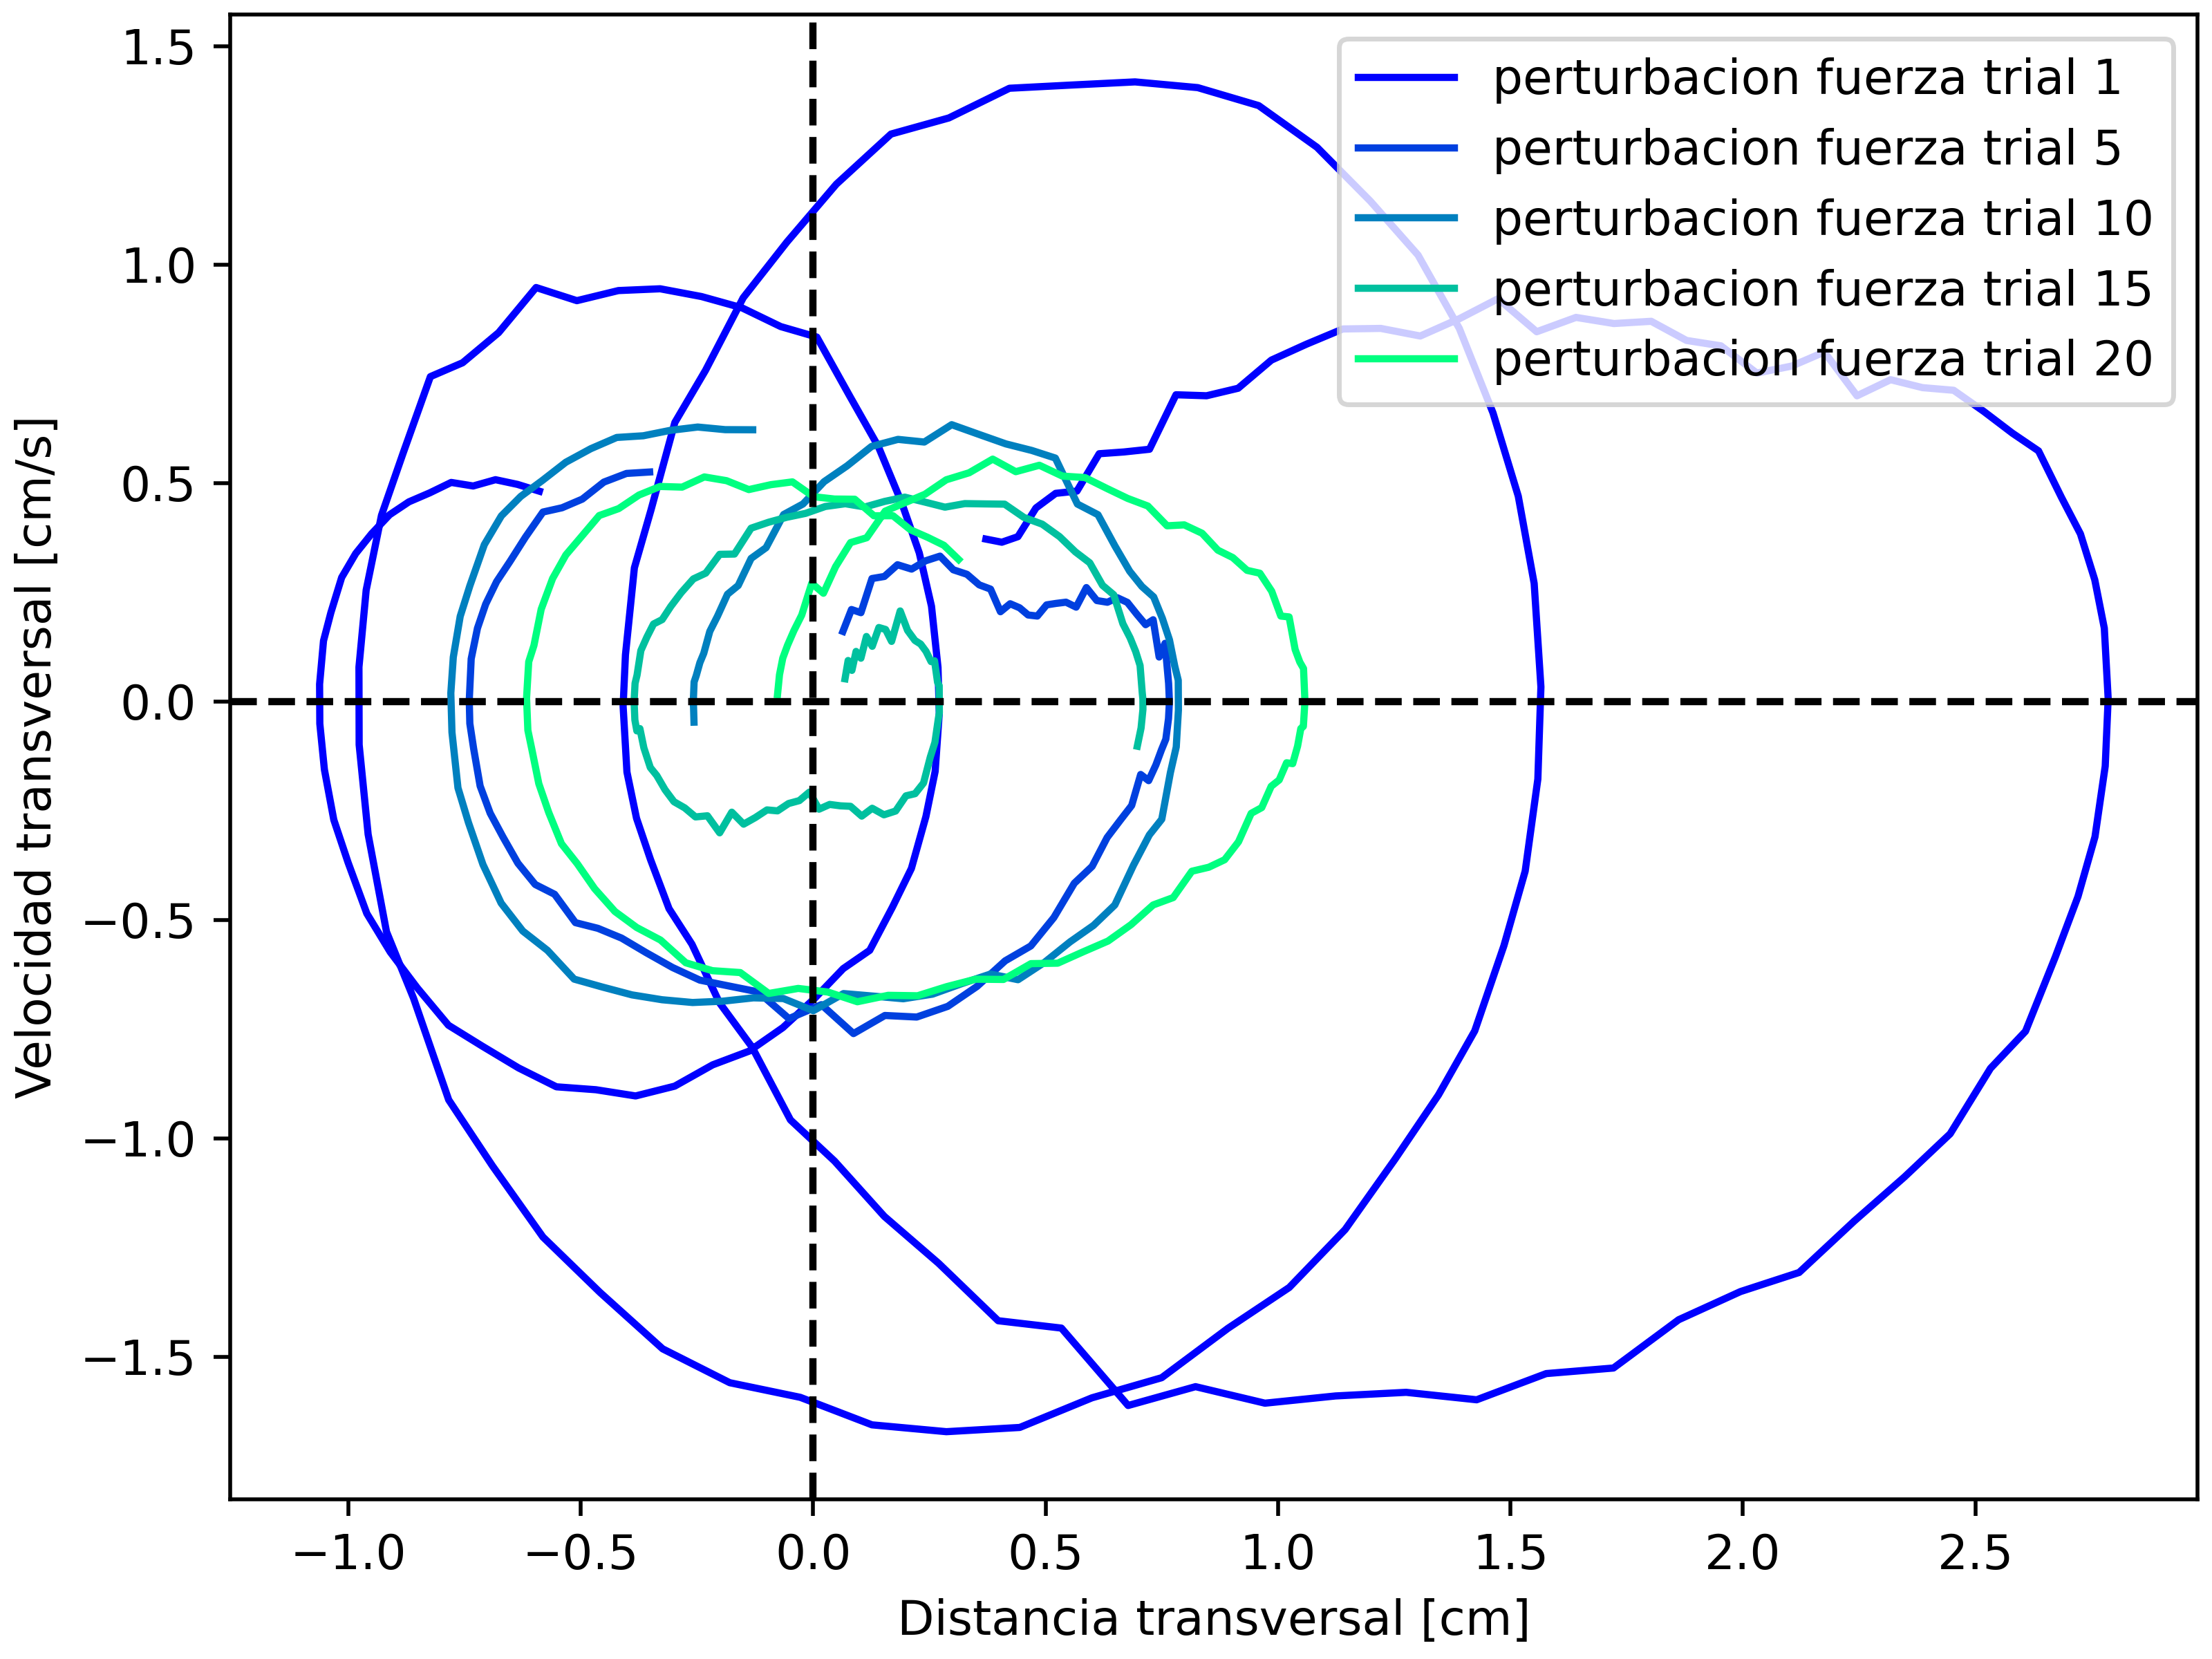 1.5
1.0
0.5
0.0
−0.5
−1.0
−1.5
Velocidad transversal [cm/s]
perturbacion fuerza trial 1
perturbacion fuerza trial 5
perturbacion fuerza trial 10
perturbacion fuerza trial 15
perturbacion fuerza trial 20
−1.0 −0.5 0.0 0.5 1.0 1.5 2.0 2.5
Distancia transversal [cm]